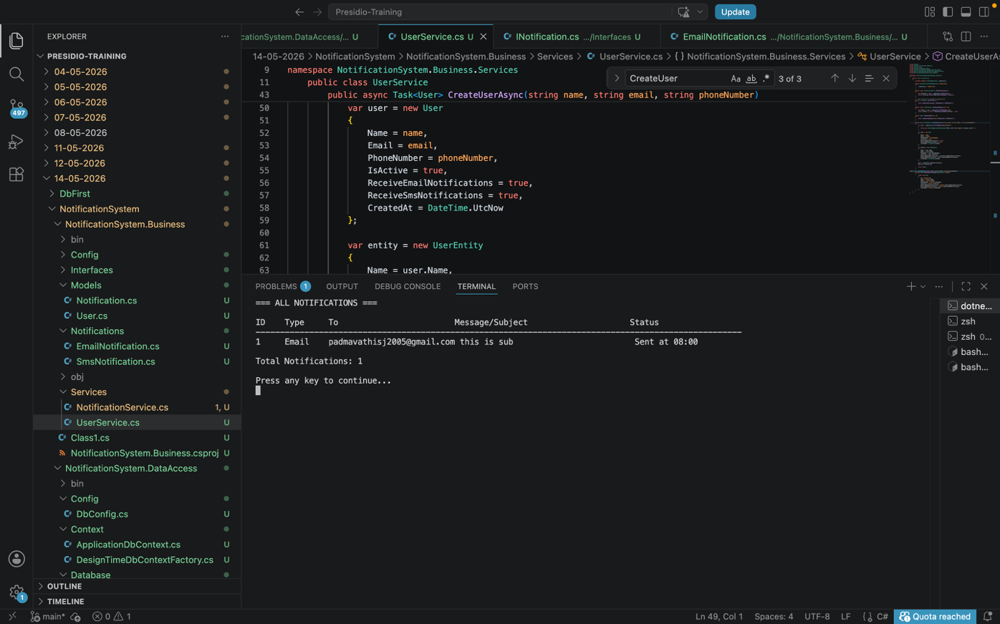 Presidio-Training
Update
EXPLORER
PRESIDIO-TRAINING
04-05-2026
05-05-2026
06-05-2026
07-05-2026
08-05-2026
11-05-2026
12-05-2026
14-05-2026
DbFirst
NotificationSystem
NotificationSystem.Business
bin
Config
Interfaces
Models
Notification.cs U
User.cs U
Notifications
EmailNotification.cs U
SmsNotification.cs U
obj
Services
NotificationService.cs 1, U
UserService.cs U
Class1.cs U
NotificationSystem.Business.csproj U
NotificationSystem.DataAccess
bin
Config
DbConfig.cs U
Context
ApplicationDbContext.cs U
DesignTimeDbContextFactory.cs U
Database
OUTLINE
TIMELINE
497
1
cationSystem.DataAccess/... U
UserService.cs U
INotification.cs .../Interfaces U
EmailNotification.cs .../NotificationSystem.Business/... U
14-05-2026 > NotificationSystem > NotificationSystem.Business > Services > UserService.cs > {} NotificationSystem.Business.Services > UserService > CreateUserAs
CreateUser Aa ab .* 3 of 3
9 namespace NotificationSystem.Business.Services
11 public class UserService
43 public async Task<User> CreateUserAsync(string name, string email, string phoneNumber)
50 var user = new User
51 {
52 Name = name,
53 Email = email,
54 PhoneNumber = phoneNumber,
55 IsActive = true,
56 ReceiveEmailNotifications = true,
57 ReceiveSmsNotifications = true,
58 CreatedAt = DateTime.UtcNow
59 };
60
61 var entity = new UserEntity
62 {
63 Name = user.Name,
PROBLEMS 1 OUTPUT DEBUG CONSOLE TERMINAL PORTS
=== ALL NOTIFICATIONS ===
ID Type To Message/Subject Status
1 Email padmavathisj2005@gmail.com this is sub Sent at 08:00
Total Notifications: 1
Press any key to continue...
dotne...
zsh
zsh 0...
bash...
bash...
main* 0 1 Ln 49, Col 1 Spaces: 4 UTF-8 LF {} C# Quota reached